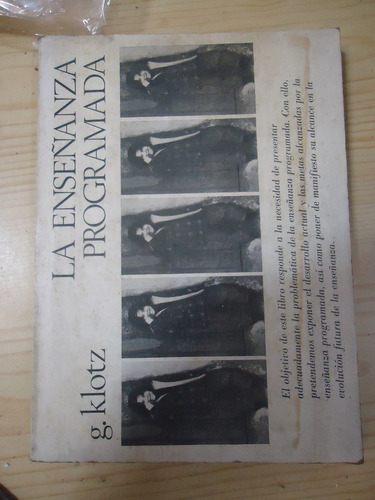 LA ENSEÑANZA
PROGRAMADA
g. klotz
El objetivo de este libro responde a la necesidad de presentar
adecuadamente la problemática de la enseñanza programada. Con ello,
pretendemos exponer el desarrollo actual y las metas alcanzadas por la
enseñanza programada, así como poner de manifiesto su alcance en la
evolución futura de la enseñanza.